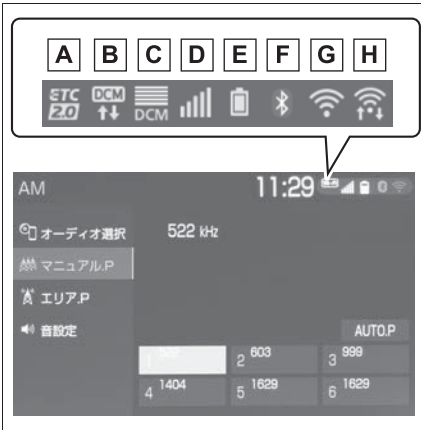 A B C D E F G H
ETC 2.0 DCM DCM
AM 11:29
オーディオ選択 522 kHz
マニュアル.P
エリア.P
音設定 AUTO.P
1 522 2 603 3 999
4 1404 5 1629 6 1629